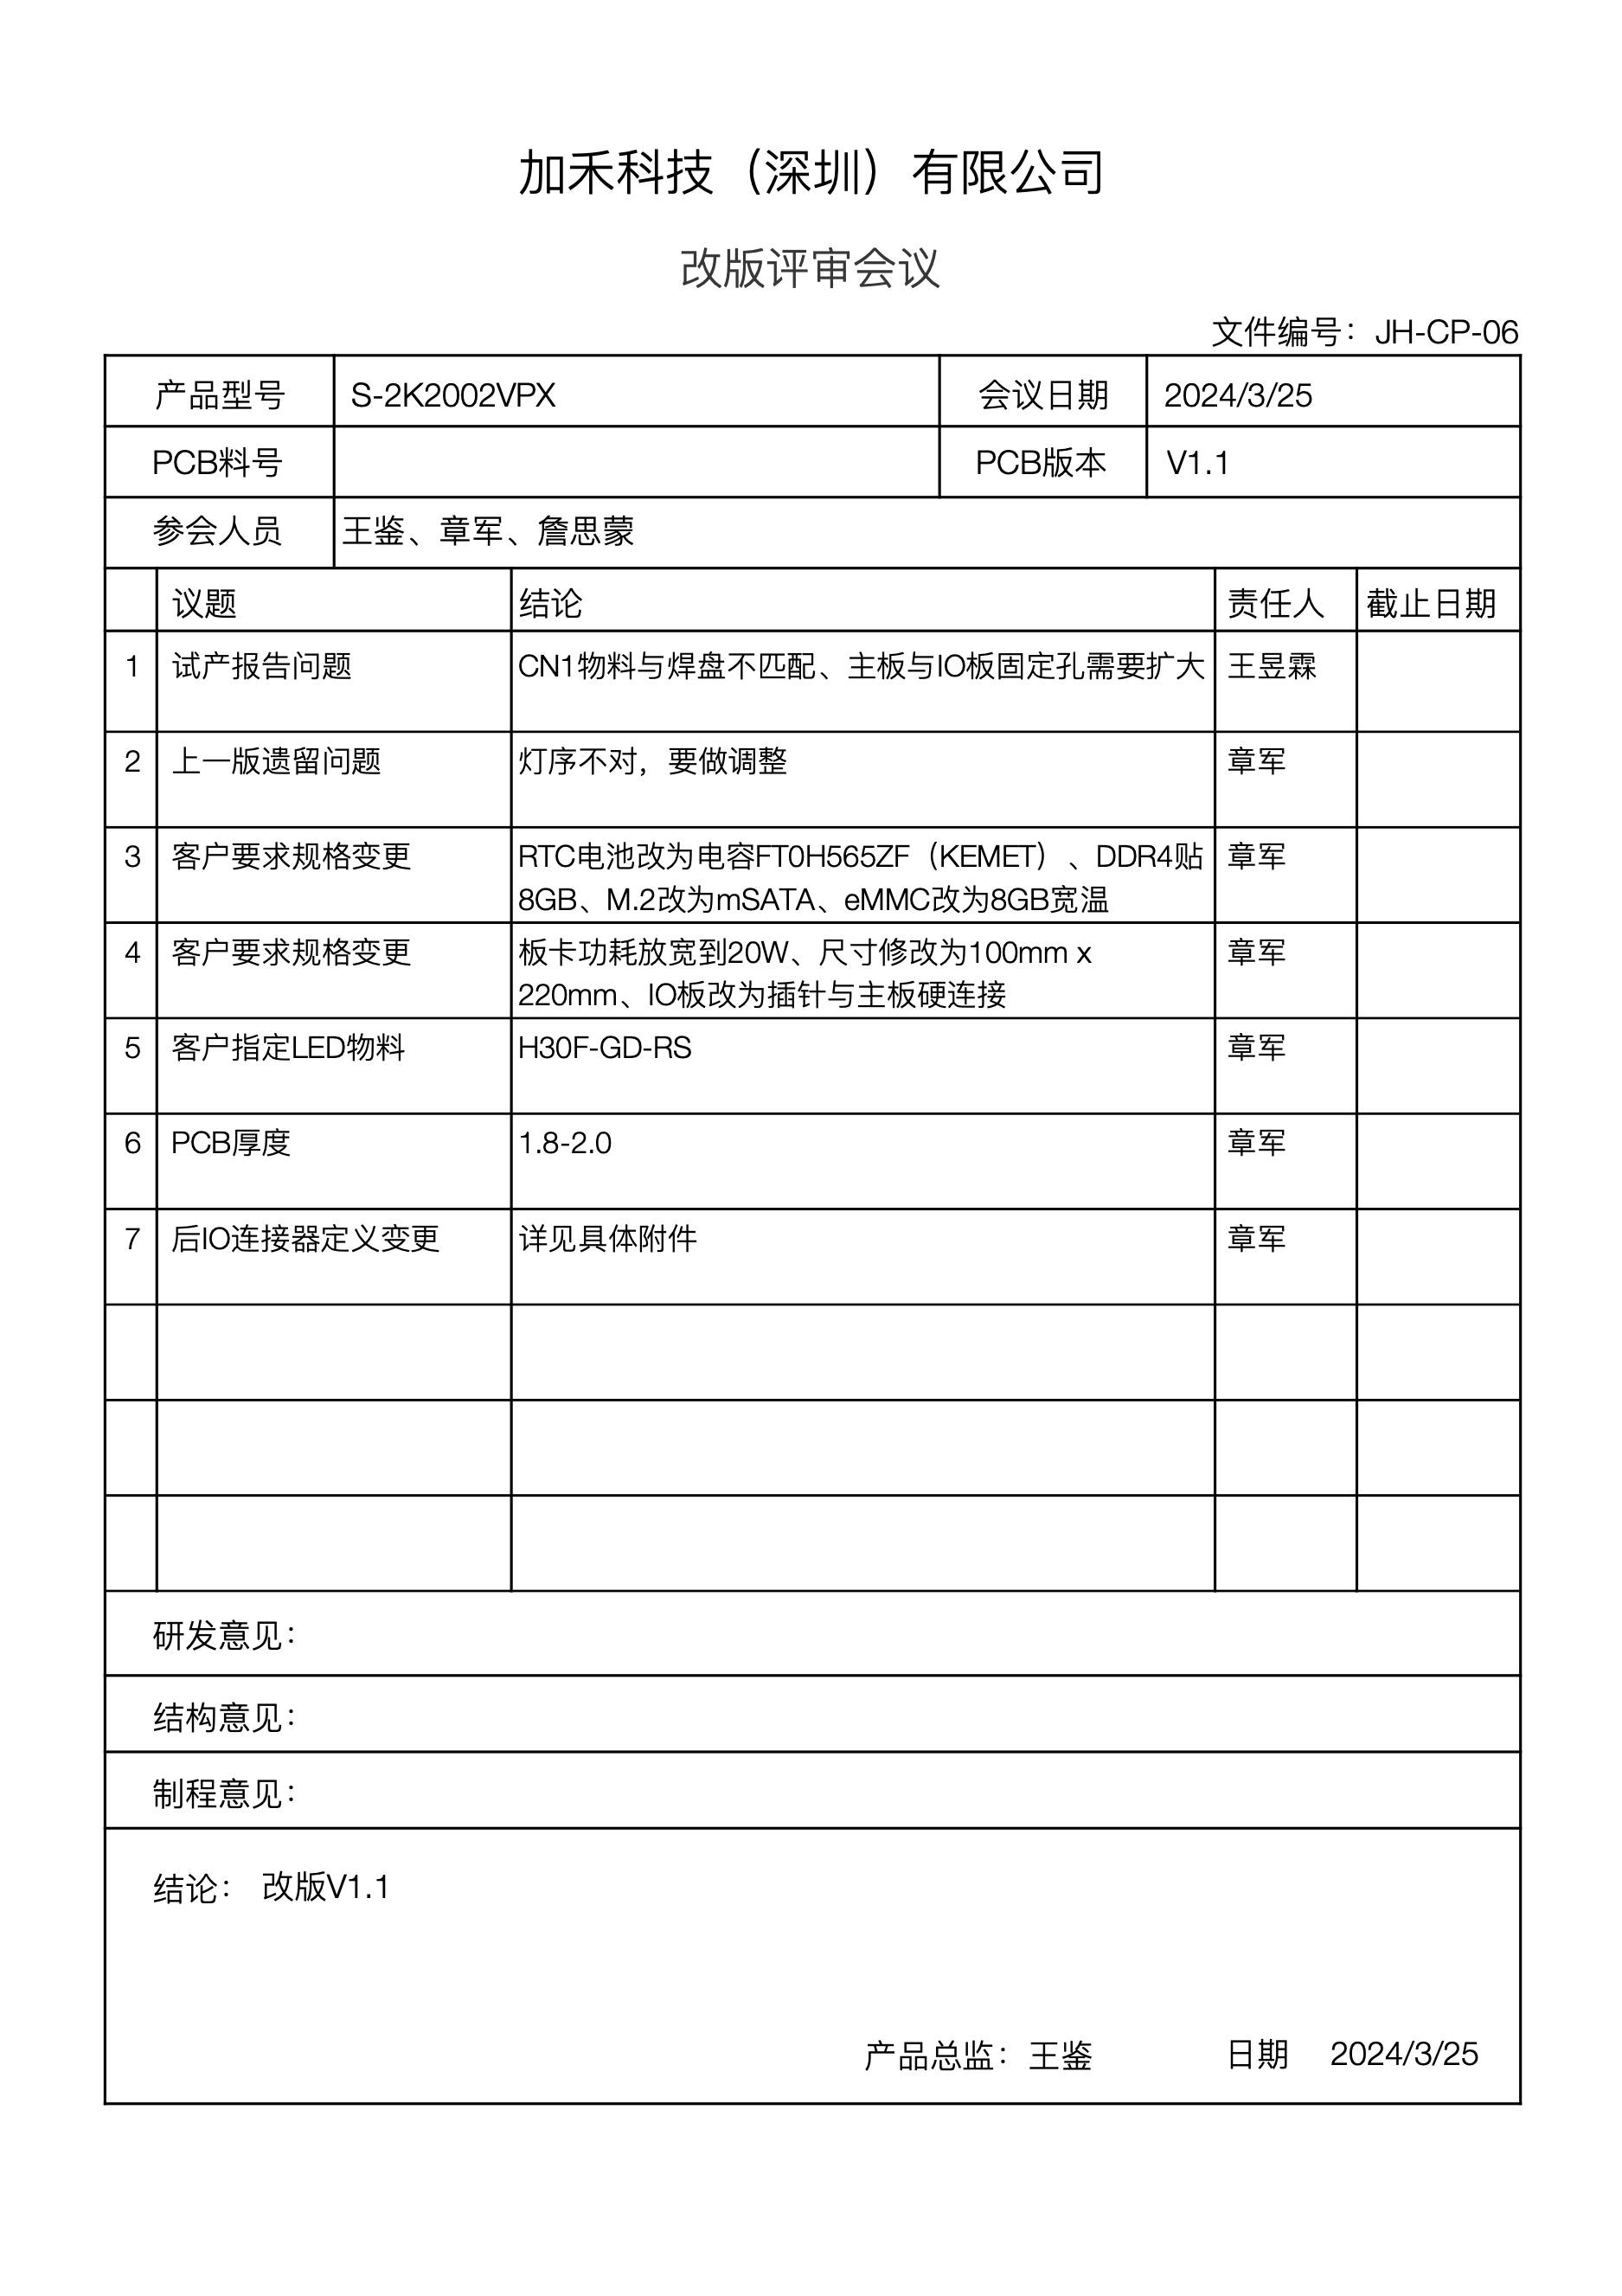 加禾科技（深圳）有限公司
改版评审会议
文件编号：JH-CP-06
产品型号 S-2K2002VPX 会议日期 2024/3/25
PCB料号 PCB版本 V1.1
参会人员 王鉴、章军、詹思蒙
议题 结论 责任人 截止日期
1 试产报告问题 CN1物料与焊盘不匹配、主板与IO板固定孔需要扩大 王昱霖
2 上一版遗留问题 灯序不对，要做调整 章军
3 客户要求规格变更 RTC电池改为电容FT0H565ZF（KEMET）、DDR4贴 章军
8GB、M.2改为mSATA、eMMC改为8GB宽温
4 客户要求规格变更 板卡功耗放宽到20W、尺寸修改为100mm x 章军
220mm、IO板改为插针与主板硬连接
5 客户指定LED物料 H30F-GD-RS 章军
6 PCB厚度 1.8-2.0 章军
7 后IO连接器定义变更 详见具体附件 章军
研发意见：
结构意见：
制程意见：
结论： 改版V1.1
产品总监：王鉴 日期 2024/3/25